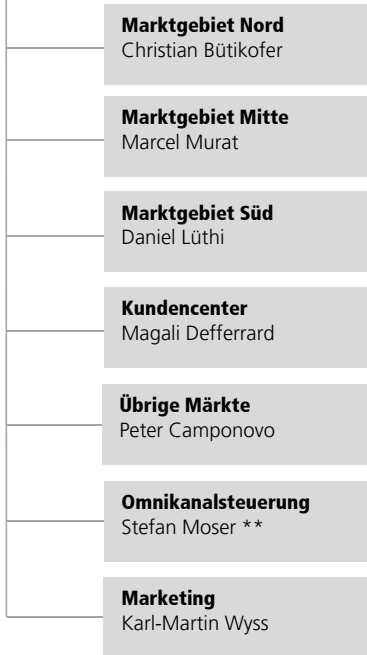 Marktgebiet Nord
Christian Bütikofer
Marktgebiet Mitte
Marcel Murat
Marktgebiet Süd
Daniel Lüthi
Kundencenter
Magali Defferrard
Übrige Märkte
Peter Camponovo
Omnikanalsteuerung
Stefan Moser **
Marketing
Karl-Martin Wyss